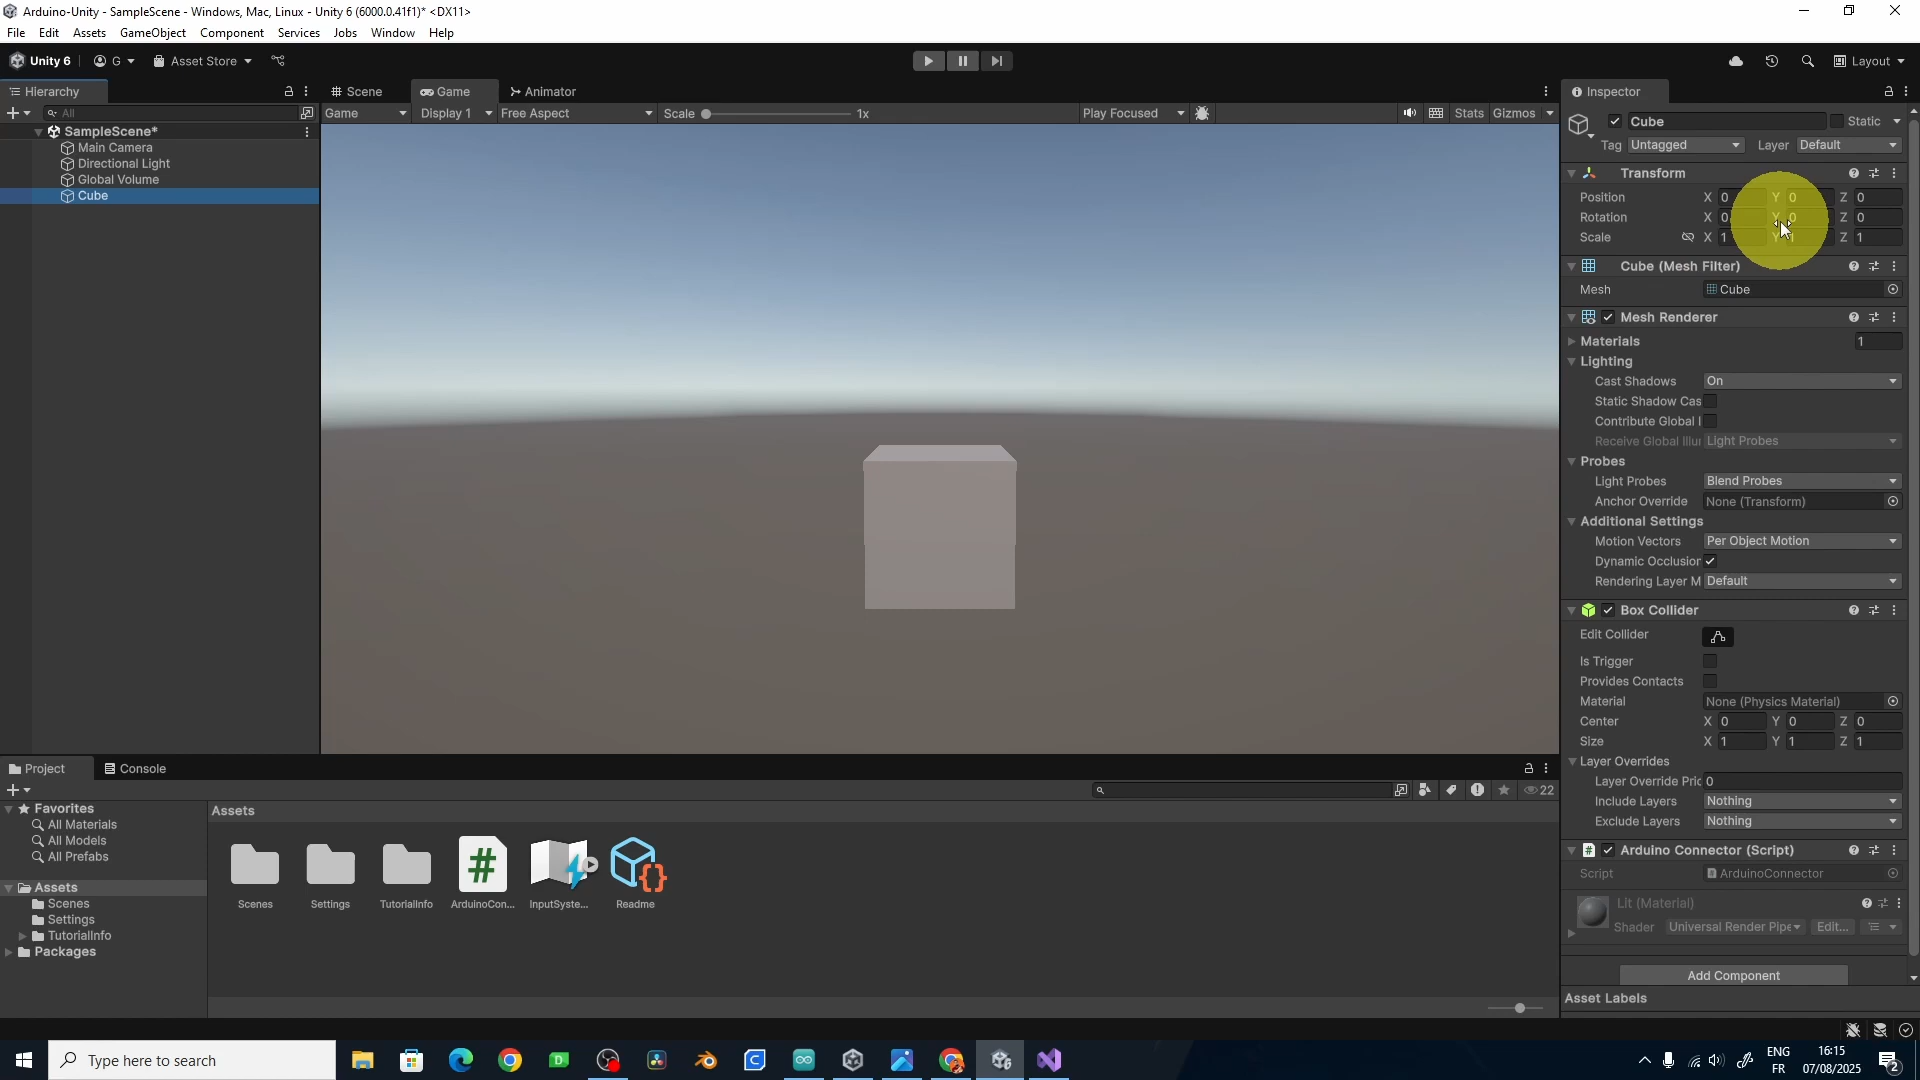 Arduino-Unity - SampleScene - Windows, Mac, Linux - Unity 6 (6000.0.41f1)* <DX11>
File Edit Assets GameObject Component Services Jobs Window Help
Unity 6 G Asset Store Layout
Hierarchy
All
SampleScene*
Main Camera
Directional Light
Global Volume
Cube
Scene Game Animator
Game Display 1 Free Aspect Scale 1x Play Focused Stats Gizmos
Inspector
Cube Static
Tag Untagged Layer Default
Transform
Position X 0 Y 0 Z 0
Rotation X 0 Y 0 Z 0
Scale X 1 Y 1 Z 1
Cube (Mesh Filter)
Mesh Cube
Mesh Renderer
Materials 1
Lighting
Cast Shadows On
Static Shadow Cas
Contribute Global I
Receive Global Illur Light Probes
Probes
Light Probes Blend Probes
Anchor Override None (Transform)
Additional Settings
Motion Vectors Per Object Motion
Dynamic Occlusion
Rendering Layer M Default
Box Collider
Edit Collider
Is Trigger
Provides Contacts
Material None (Physics Material)
Center X 0 Y 0 Z 0
Size X 1 Y 1 Z 1
Layer Overrides
Layer Override Pric 0
Include Layers Nothing
Exclude Layers Nothing
# Arduino Connector (Script)
Script ArduinoConnector
Lit (Material)
Shader Universal Render Pipe Edit...
Add Component
Asset Labels
Project Console
22
Favorites
All Materials
All Models
All Prefabs
Assets
Scenes
Settings
TutorialInfo
Packages
Assets
#
{}
Scenes Settings TutorialInfo ArduinoCon... InputSyste... Readme
Type here to search
D
C
ENG
FR
16:15
07/08/2025
2